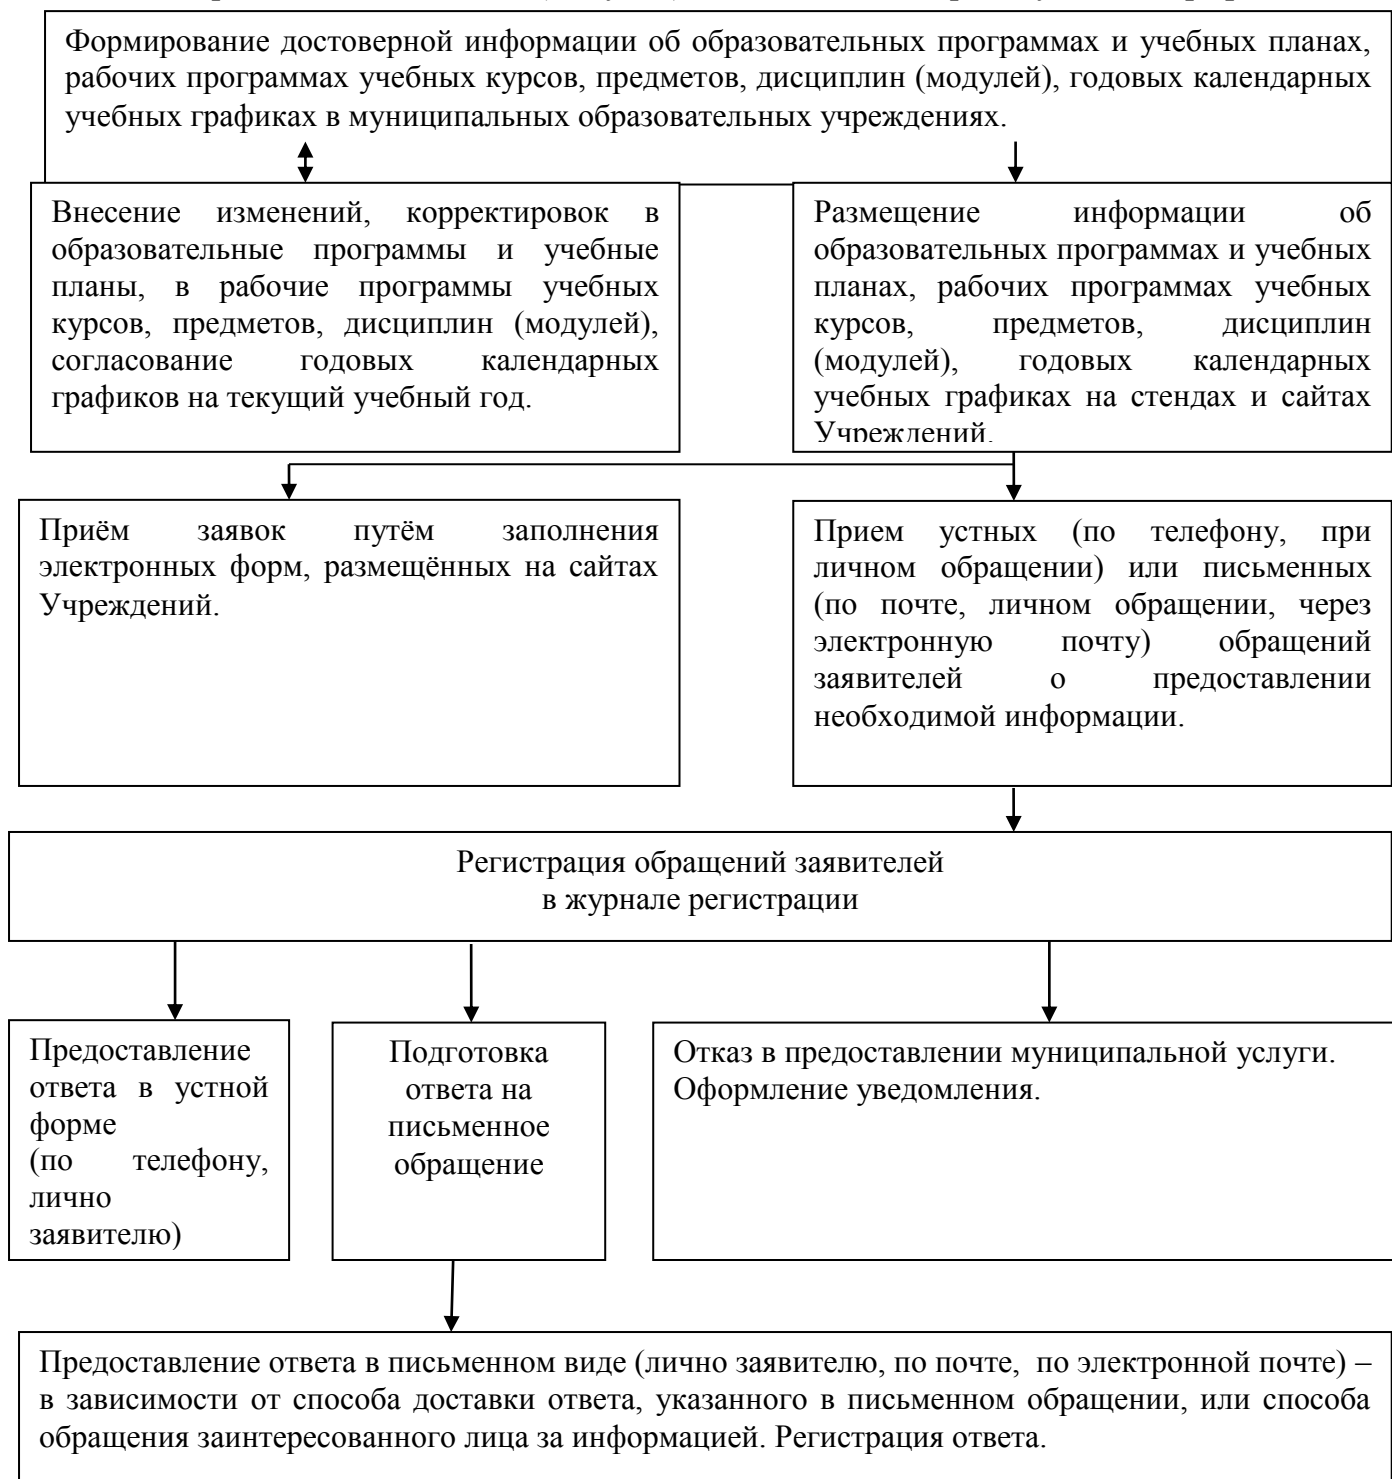 Формирование достоверной информации об образовательных программах и учебных планах,
рабочих программах учебных курсов, предметов, дисциплин (модулей), годовых календарных
учебных графиках в муниципальных образовательных учреждениях.
Внесение изменений, корректировок в
образовательные программы и учебные
планы, в рабочие программы учебных
курсов, предметов, дисциплин (модулей),
согласование годовых календарных
графиков на текущий учебный год.
Размещение информации об
образовательных программах и учебных
планах, рабочих программах учебных
курсов, предметов, дисциплин
(модулей), годовых календарных
учебных графиках на стендах и сайтах
Учреждений.
Приём заявок путём заполнения
электронных форм, размещённых на сайтах
Учреждений.
Прием устных (по телефону, при
личном обращении) или письменных
(по почте, личном обращении, через
электронную почту) обращений
заявителей о предоставлении
необходимой информации.
Регистрация обращений заявителей
в журнале регистрации
Предоставление
ответа в устной
форме
(по телефону,
лично
заявителю)
Подготовка
ответа на
письменное
обращение
Отказ в предоставлении муниципальной услуги.
Оформление уведомления.
Предоставление ответа в письменном виде (лично заявителю, по почте, по электронной почте) –
в зависимости от способа доставки ответа, указанного в письменном обращении, или способа
обращения заинтересованного лица за информацией. Регистрация ответа.